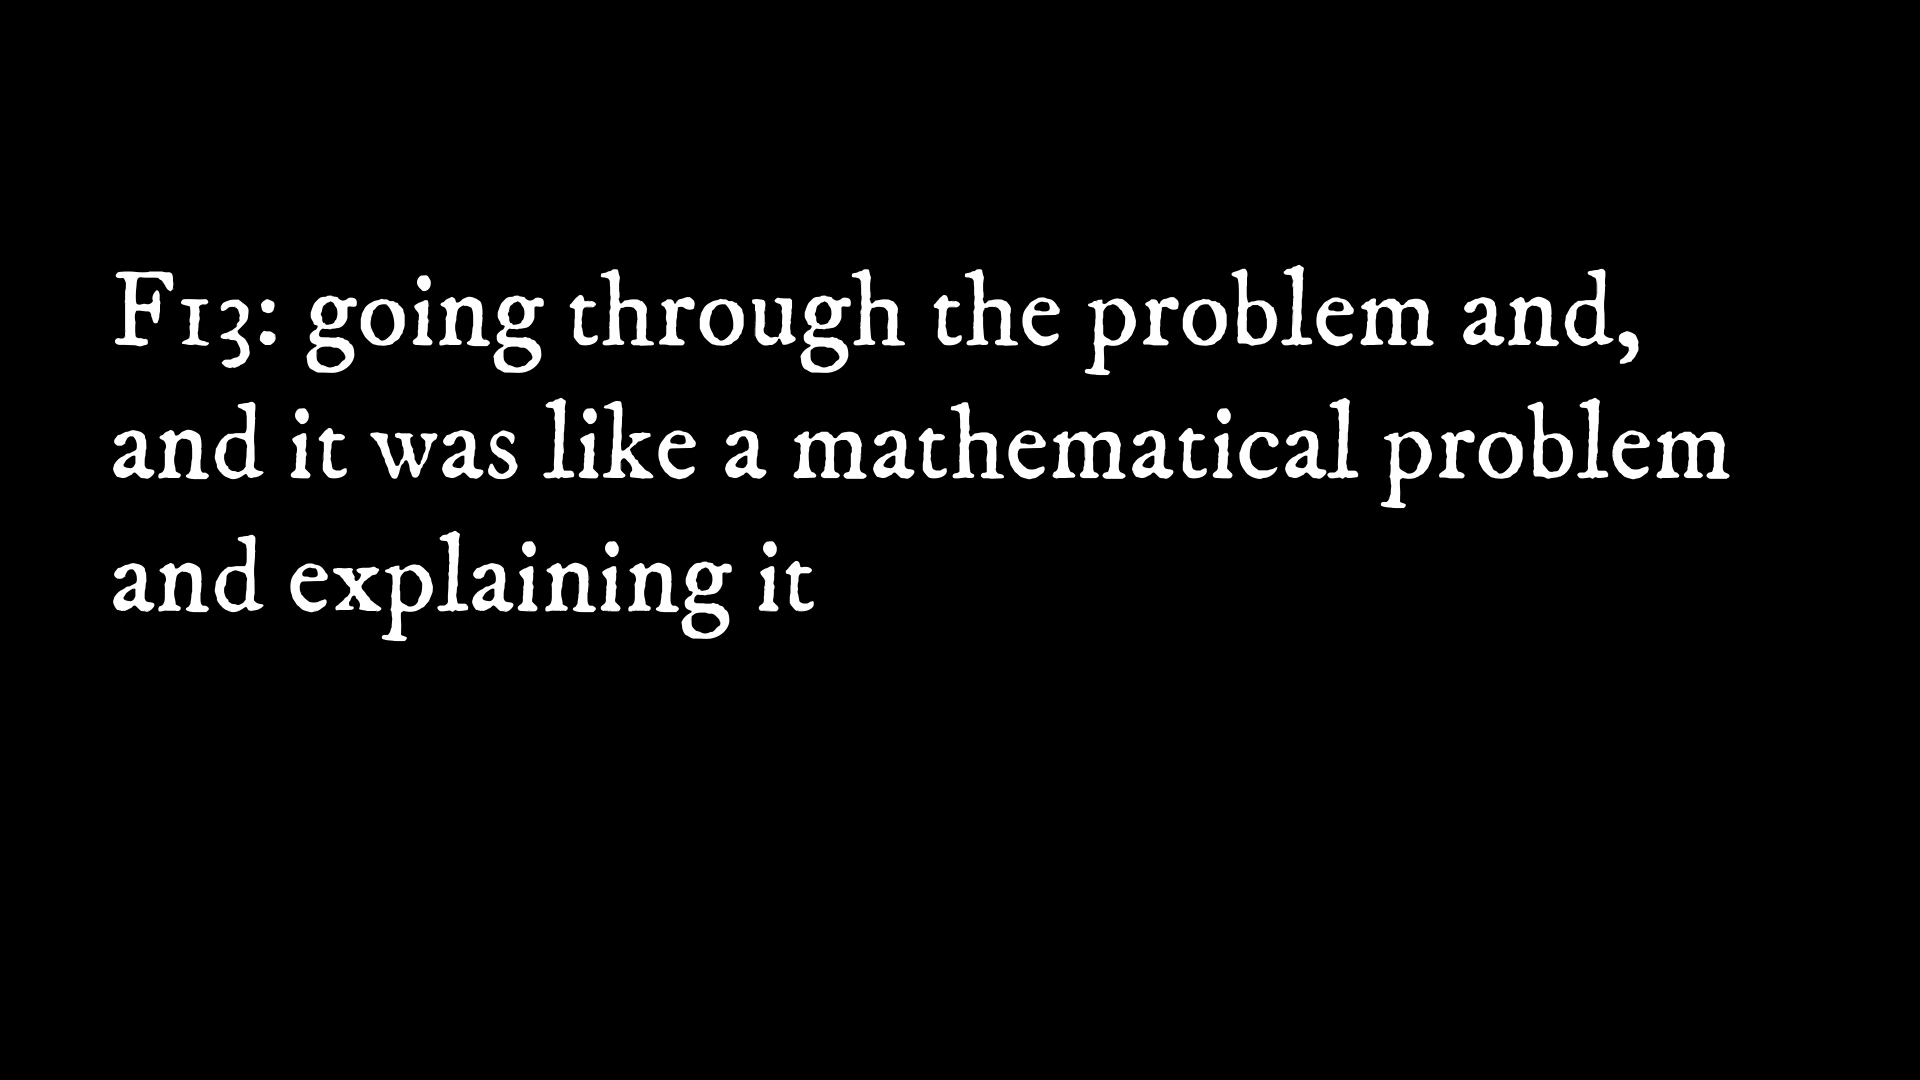 F13: going through the problem and,
and it was like a mathematical problem
and explaining it